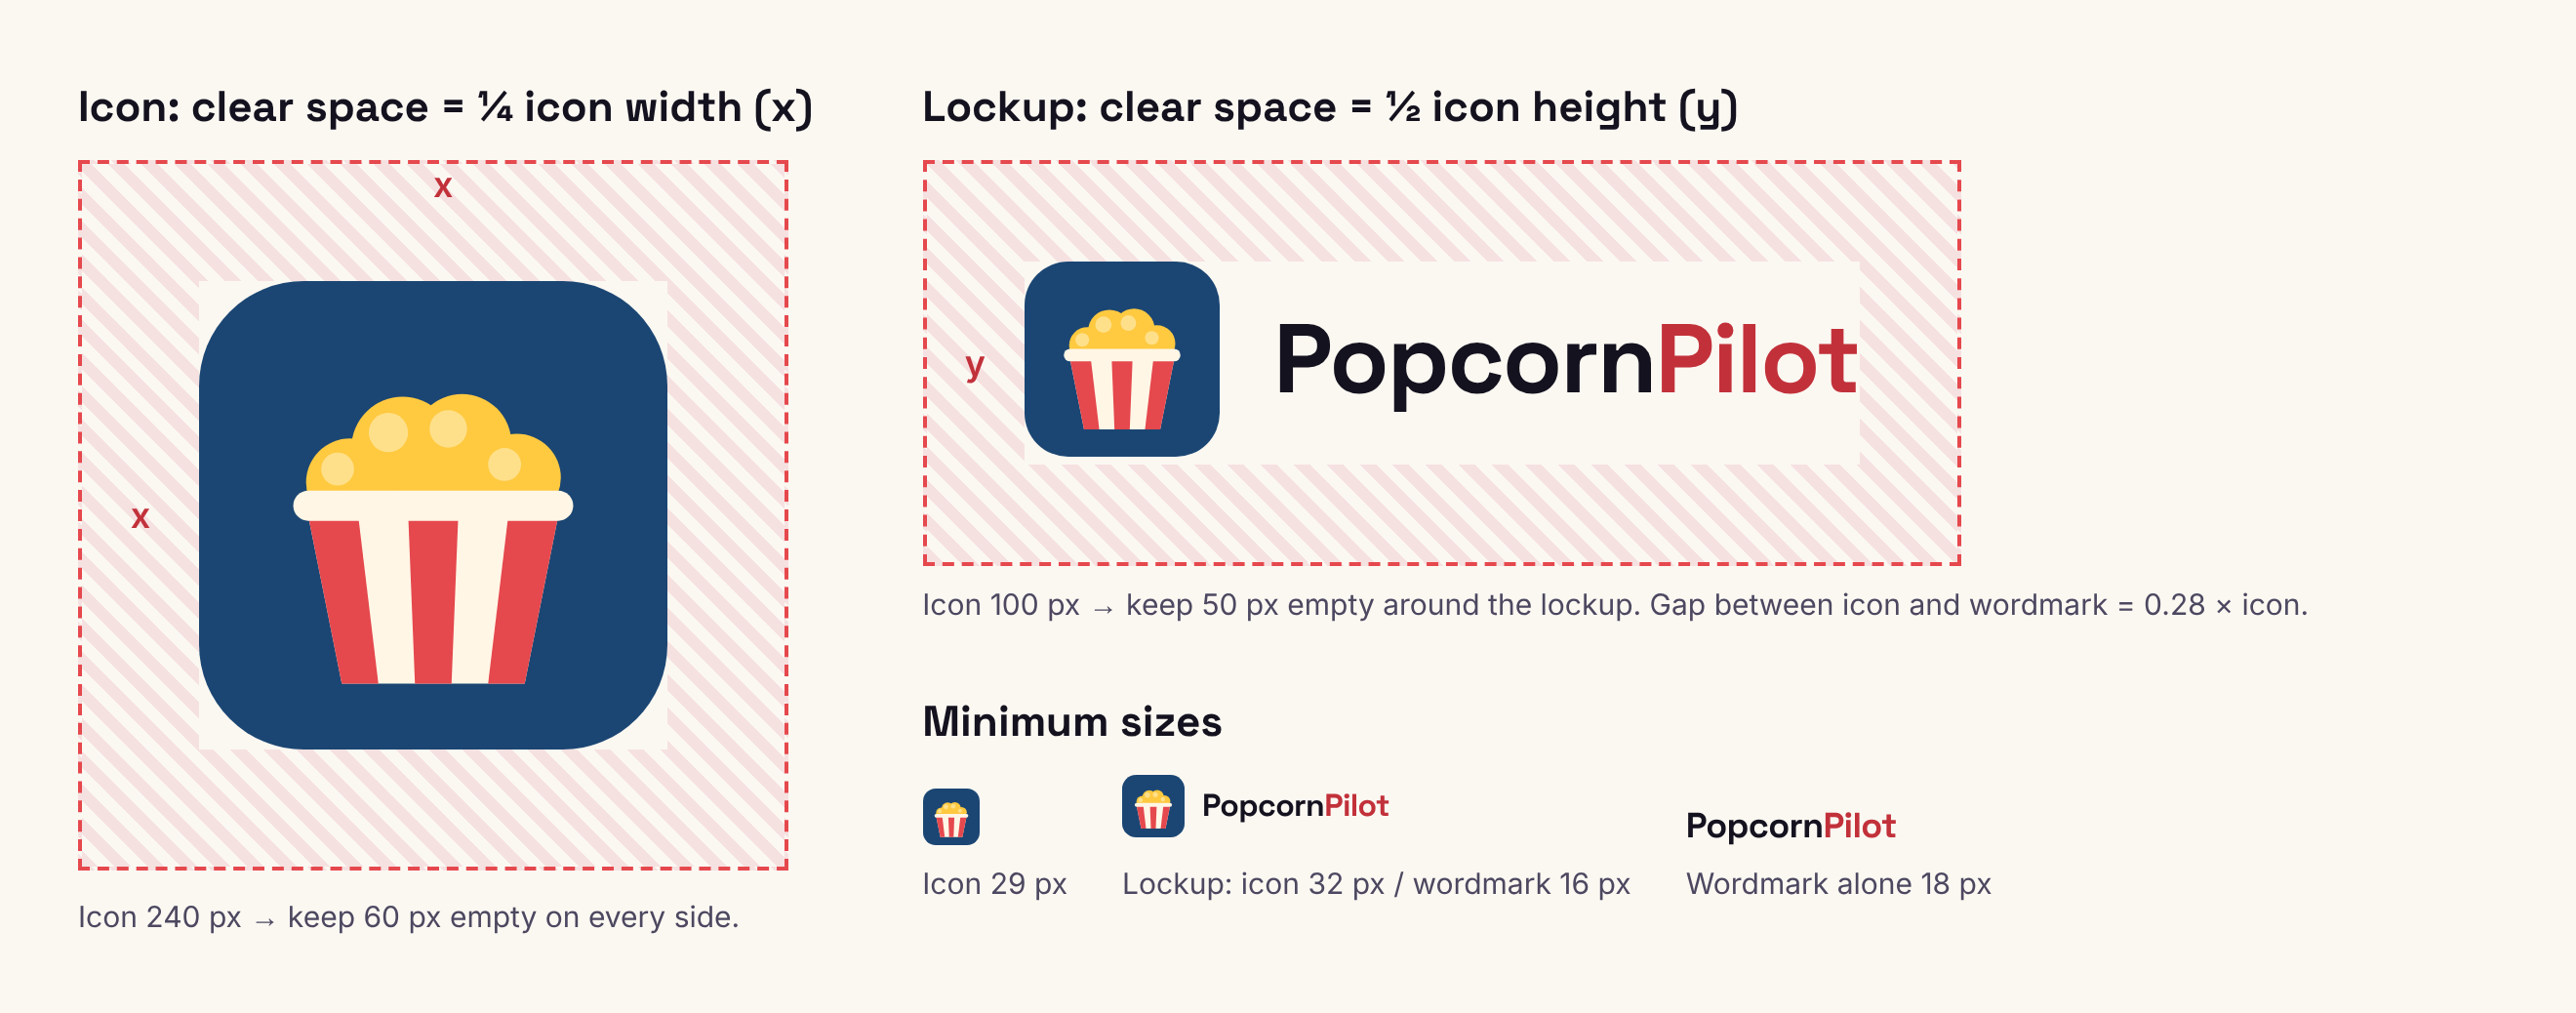 Icon: clear space = ¼ icon width (x)
x
x
Icon 240 px → keep 60 px empty on every side.
Lockup: clear space = ½ icon height (y)
y
PopcornPilot
Icon 100 px → keep 50 px empty around the lockup. Gap between icon and wordmark = 0.28 × icon.
Minimum sizes
PopcornPilot
PopcornPilot
Icon 29 px
Lockup: icon 32 px / wordmark 16 px
Wordmark alone 18 px